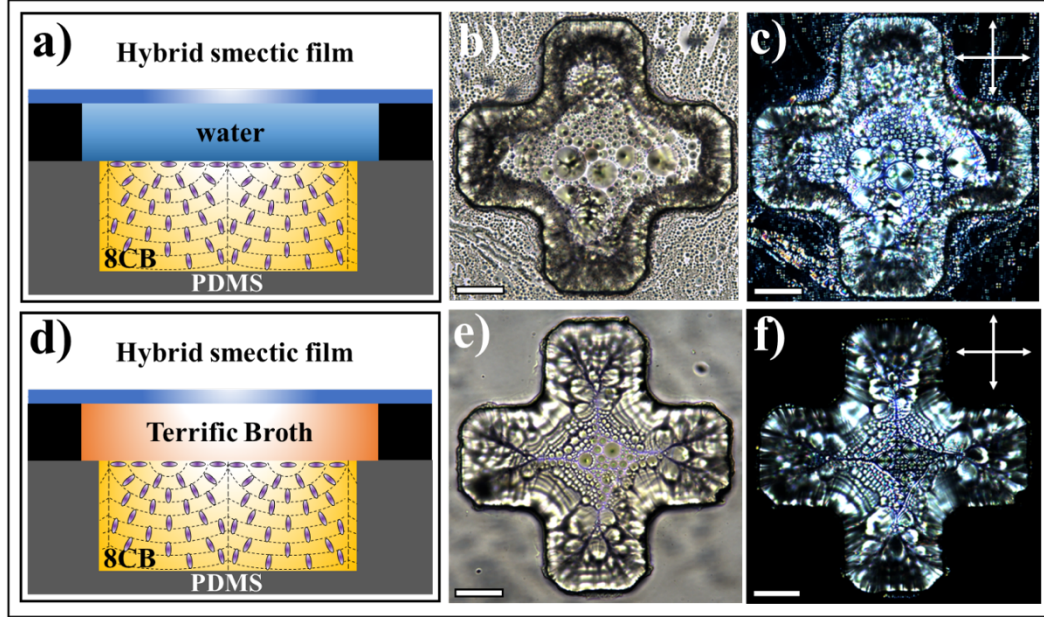 a)
Hybrid smectic film
water
8CB
PDMS
b)
c)
d)
Hybrid smectic film
Terrific Broth
8CB
PDMS
e)
f)